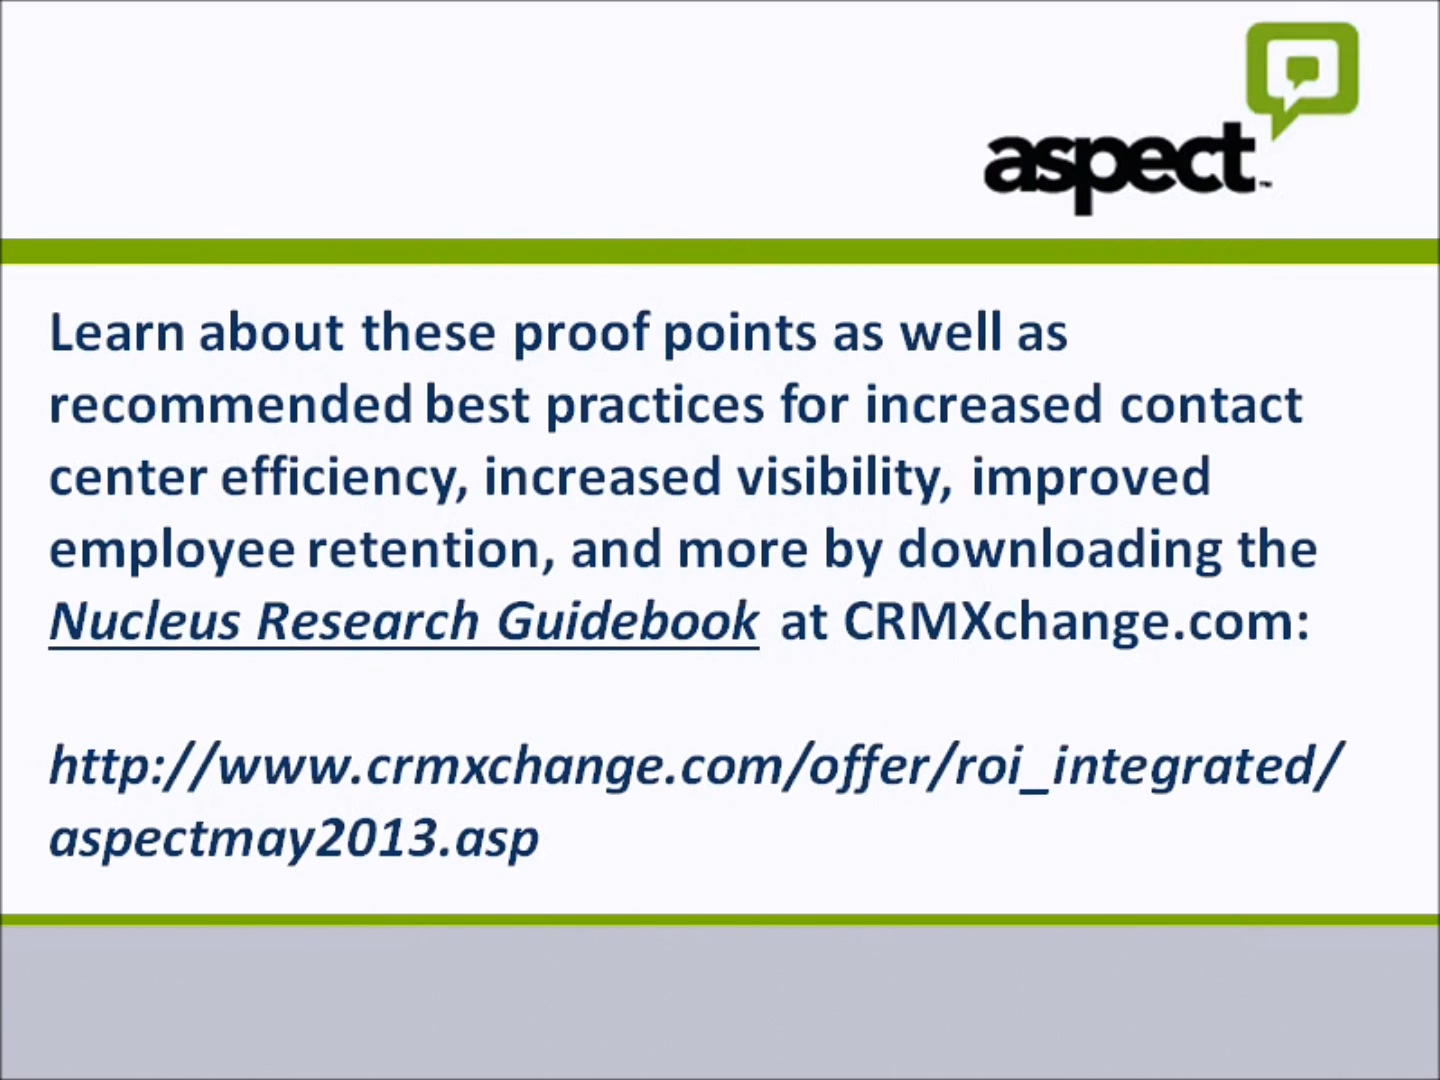 aspect™
Learn about these proof points as well as
recommended best practices for increased contact
center efficiency, increased visibility, improved
employee retention, and more by downloading the
Nucleus Research Guidebook at CRMXchange.com:
http://www.crmxchange.com/offer/roi_integrated/
aspectmay2013.asp